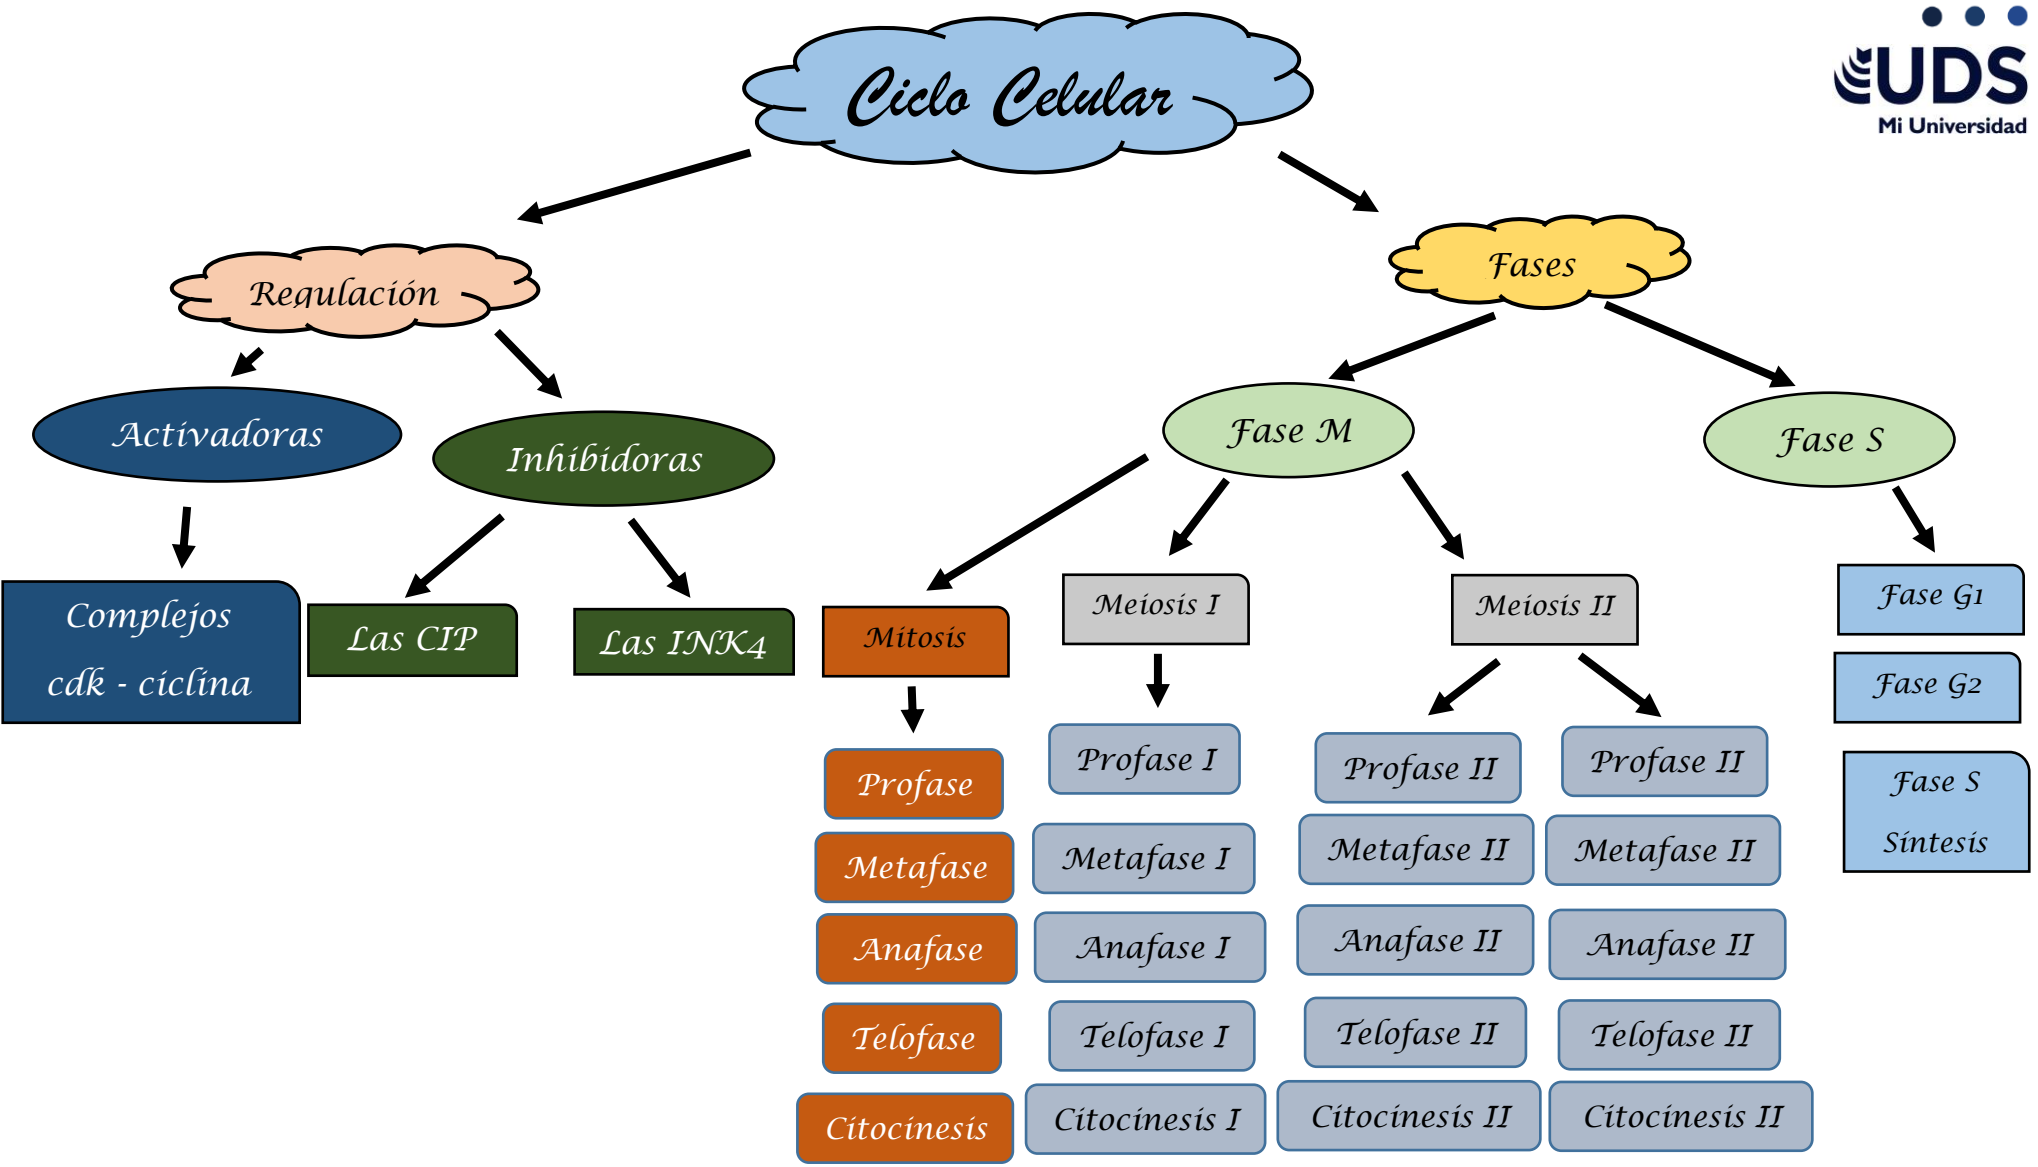 Ciclo Celular
UDS
Mi Universidad
Regulación
Fases
Activadoras
Inhibidoras
Fase M
Fase S
Complejos
cdk - ciclina
Las CIP
Las INK4
Mitosis
Meiosis I
Meiosis II
Fase G1
Fase G2
Fase S
Síntesis
Profase
Metafase
Anafase
Telofase
Citocinesis
Profase I
Metafase I
Anafase I
Telofase I
Citocinesis I
Profase II
Metafase II
Anafase II
Telofase II
Citocinesis II
Profase II
Metafase II
Anafase II
Telofase II
Citocinesis II